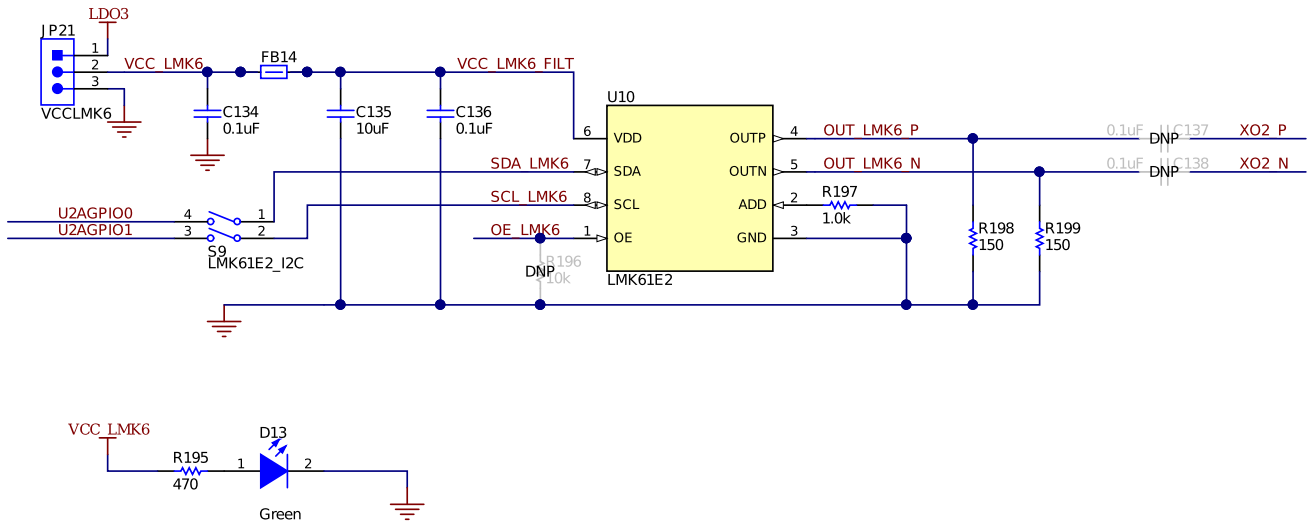 LDO3
JP21
1
2
3
VCCLMK6
VCC_LMK6
FB14
VCC_LMK6_FILT
C134
0.1uF
C135
10uF
C136
0.1uF
U10
6 VDD
7 SDA
8 SCL
1 OE
OUTP 4
OUTN 5
ADD 2
GND 3
LMK61E2
SDA_LMK6
SCL_LMK6
OE_LMK6
U2AGPIO0
U2AGPIO1
4
3
1
2
S9
LMK61E2_I2C
R196
DNP
10k
OUT_LMK6_P
OUT_LMK6_N
R197
1.0k
R198
150
R199
150
0.1uF DNP C137
0.1uF DNP C138
XO2_P
XO2_N
VCC_LMK6
R195
470
1
D13
2
Green